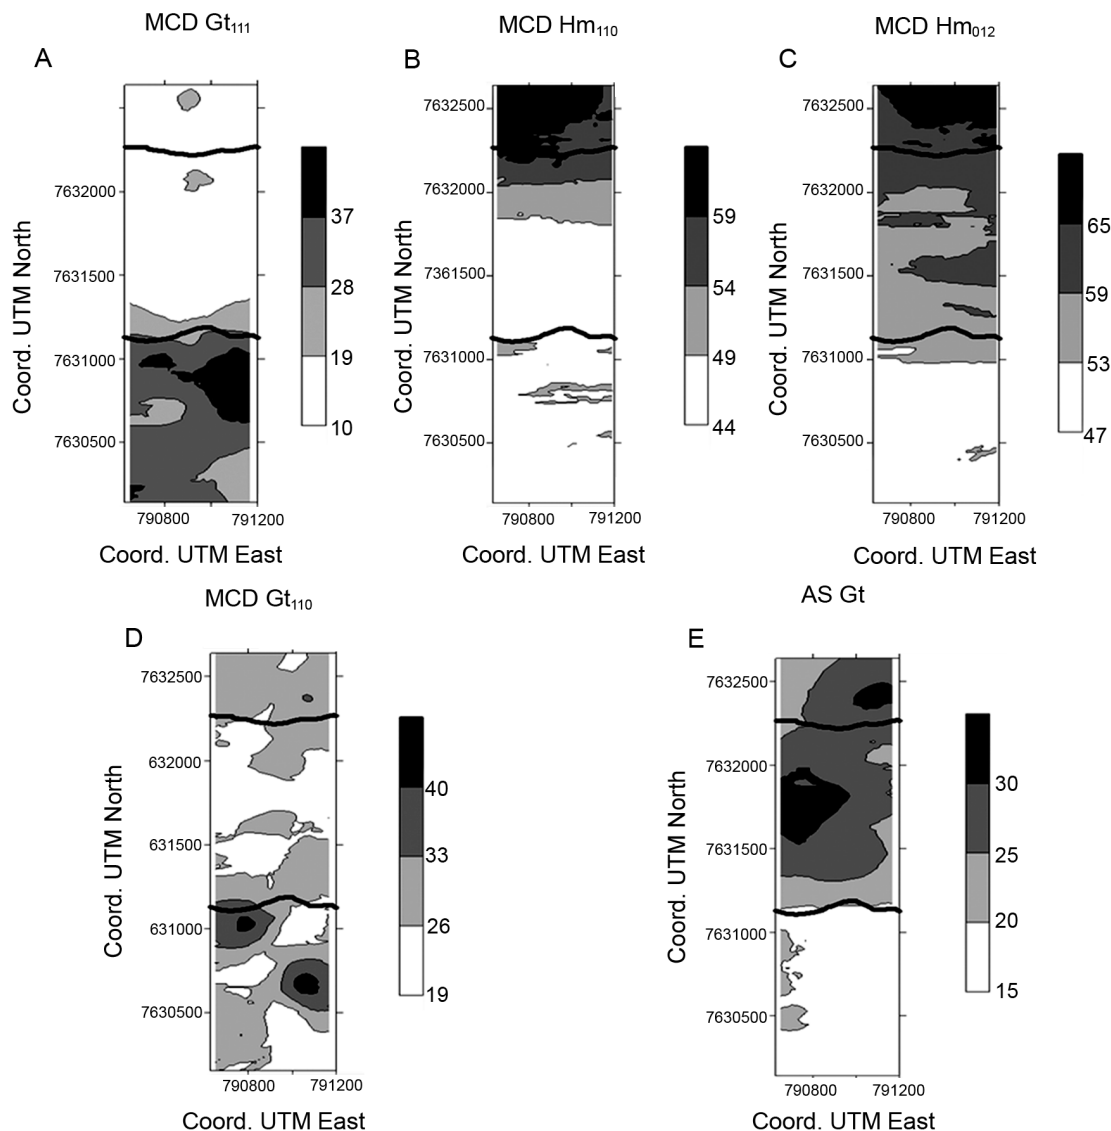 MCD Gt111
A
7632000
7631500
7631000
7630500
790800 791200
37
28
19
10
Coord. UTM North
Coord. UTM East
MCD Hm110
B
7632500
7632000
7361500
7631000
7630500
790800 791200
59
54
49
44
Coord. UTM North
Coord. UTM East
MCD Hm012
C
7632500
7632000
7631500
7631000
7630500
790800 791200
65
59
53
47
Coord. UTM North
Coord. UTM East
MCD Gt110
D
7632500
632000
631500
631000
7630500
790800 791200
40
33
26
19
Coord. UTM North
Coord. UTM East
AS Gt
E
7632500
7632000
7631500
7631000
7630500
790800 791200
30
25
20
15
Coord. UTM North
Coord. UTM East